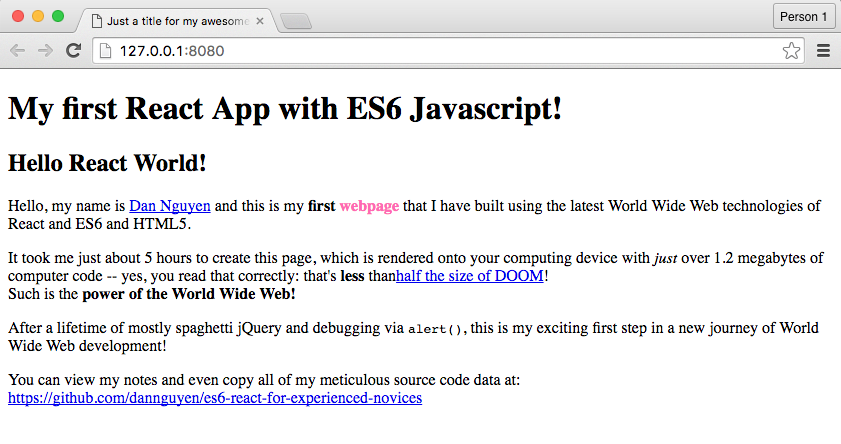 Just a title for my awesome
Person 1
127.0.0.1:8080
My first React App with ES6 Javascript!
Hello React World!
Hello, my name is Dan Nguyen and this is my first webpage that I have built using the latest World Wide Web technologies of
React and ES6 and HTML5.
It took me just about 5 hours to create this page, which is rendered onto your computing device with just over 1.2 megabytes of
computer code -- yes, you read that correctly: that's less thanhalf the size of DOOM!
Such is the power of the World Wide Web!
After a lifetime of mostly spaghetti jQuery and debugging via alert(), this is my exciting first step in a new journey of World
Wide Web development!
You can view my notes and even copy all of my meticulous source code data at:
https://github.com/dannguyen/es6-react-for-experienced-novices